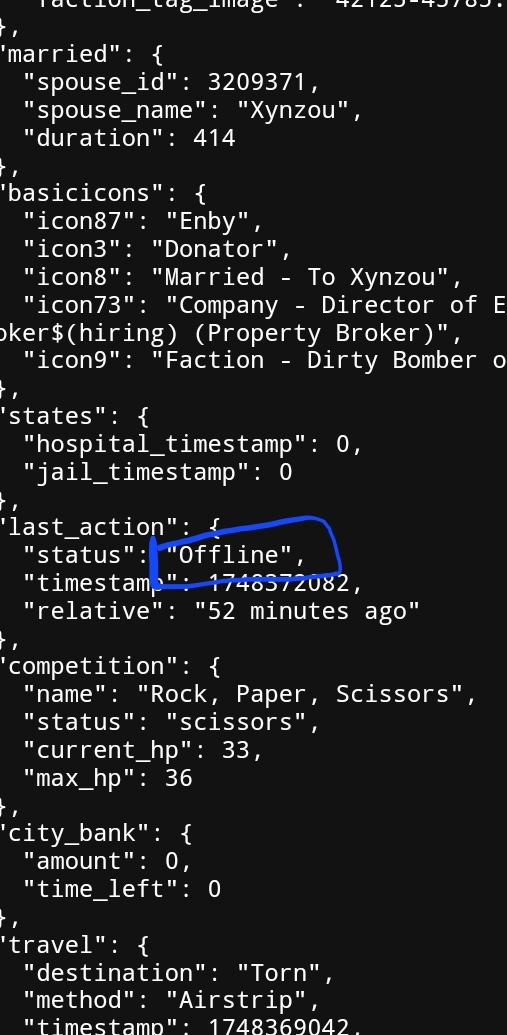 faction_tag_image": "42125-45785.
},
"married": {
"spouse_id": 3209371,
"spouse_name": "Xynzou",
"duration": 414
},
"basicicons": {
"icon87": "Enby",
"icon3": "Donator",
"icon8": "Married - To Xynzou",
"icon73": "Company - Director of E
oker$(hiring) (Property Broker)",
"icon9": "Faction - Dirty Bomber o
},
"states": {
"hospital_timestamp": 0,
"jail_timestamp": 0
},
"last_action": {
"status": "Offline",
"timestamp": 1748372082,
"relative": "52 minutes ago"
},
"competition": {
"name": "Rock, Paper, Scissors",
"status": "scissors",
"current_hp": 33,
"max_hp": 36
},
"city_bank": {
"amount": 0,
"time_left": 0
},
"travel": {
"destination": "Torn",
"method": "Airstrip",
"timestamp": 1748369042,